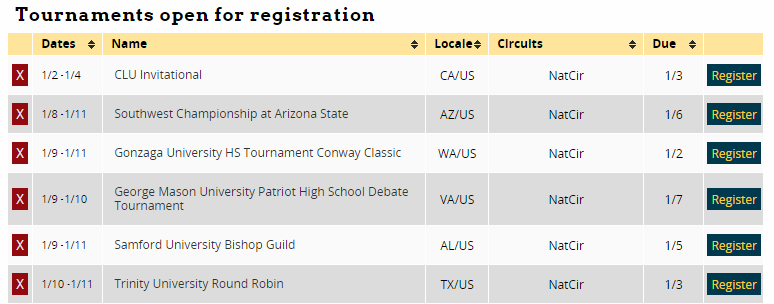 Tournaments open for registration
Dates Name Locale Circuits Due
X 1/2 -1/4 CLU Invitational CA/US NatCir 1/3 Register
X 1/8 -1/11 Southwest Championship at Arizona State AZ/US NatCir 1/6 Register
X 1/9 -1/11 Gonzaga University HS Tournament Conway Classic WA/US NatCir 1/2 Register
X 1/9 -1/10 George Mason University Patriot High School Debate Tournament VA/US NatCir 1/7 Register
X 1/9 -1/11 Samford University Bishop Guild AL/US NatCir 1/5 Register
X 1/10 -1/11 Trinity University Round Robin TX/US NatCir 1/3 Register